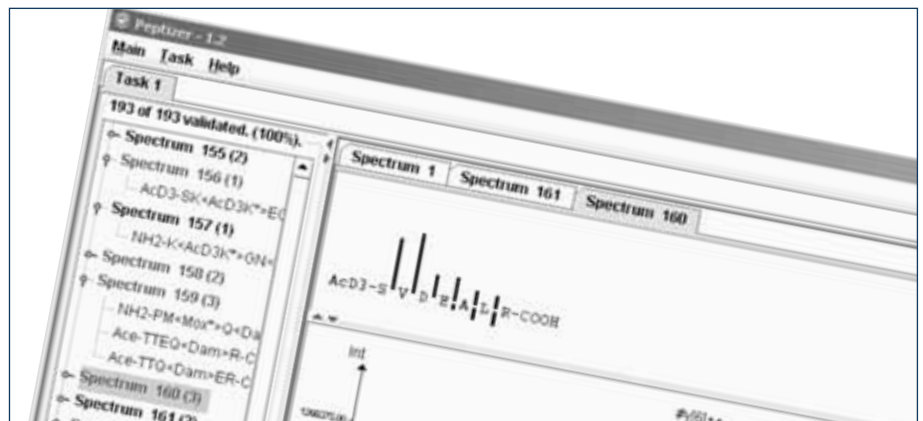 Peptizer - 1.2
Main Task Help
Task 1
193 of 193 validated. (100%).
Spectrum 155 (2)
Spectrum 156 (1)
AcD3-SK<AcD3K*>EG
Spectrum 157 (1)
NH2-K<AcD3K*>GN<
Spectrum 158 (2)
Spectrum 159 (3)
NH2-PM<Mox*>Q<Da
Ace-TTEQ<Dam>R-C
Ace-TTQ<Dam>ER-C
Spectrum 160 (3)
Spectrum 161 (2)
Spectrum 1 Spectrum 161 Spectrum 160
AcD3-S V D E A L R-COOH
Int